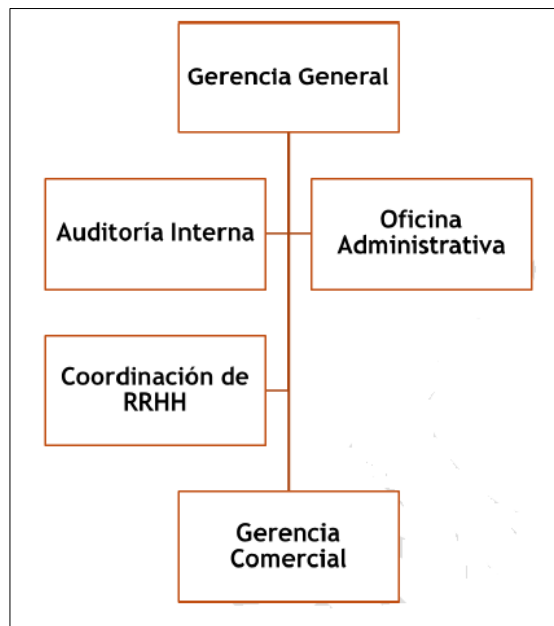 Gerencia General
Auditoría Interna
Oficina
Administrativa
Coordinación de
RRHH
Gerencia
Comercial